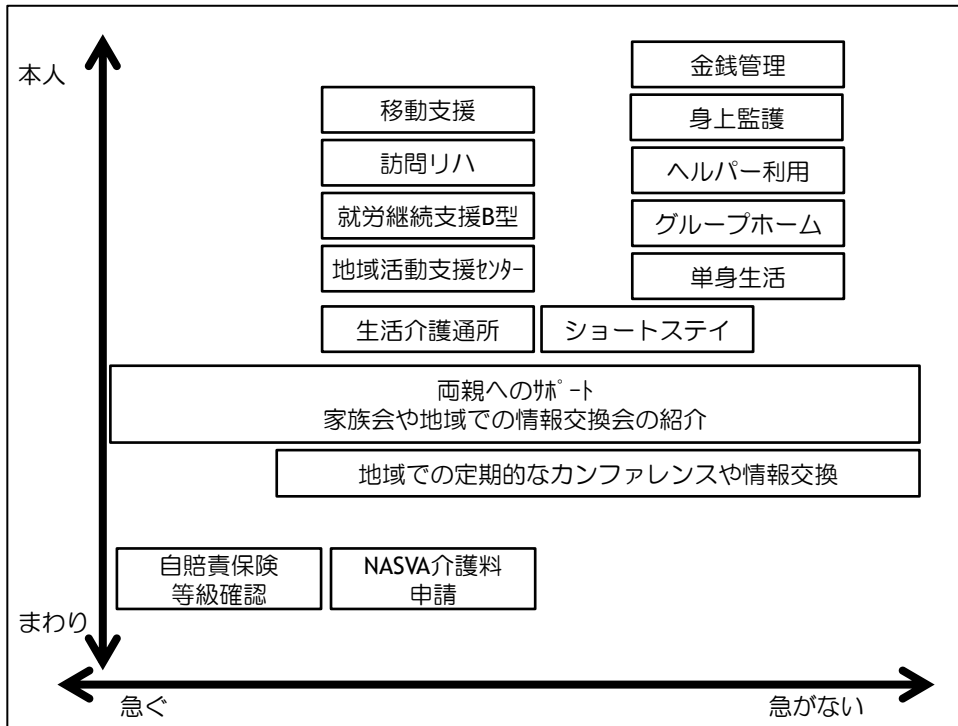 本人
金銭管理
移動支援
身上監護
訪問リハ
ヘルパー利用
就労継続支援B型
グループホーム
地域活動支援ｾﾝﾀｰ
単身生活
生活介護通所
ショートステイ
両親へのｻﾎﾟｰﾄ
家族会や地域での情報交換会の紹介
地域での定期的なカンファレンスや情報交換
自賠責保険
等級確認
NASVA介護料
申請
まわり
急ぐ
急がない